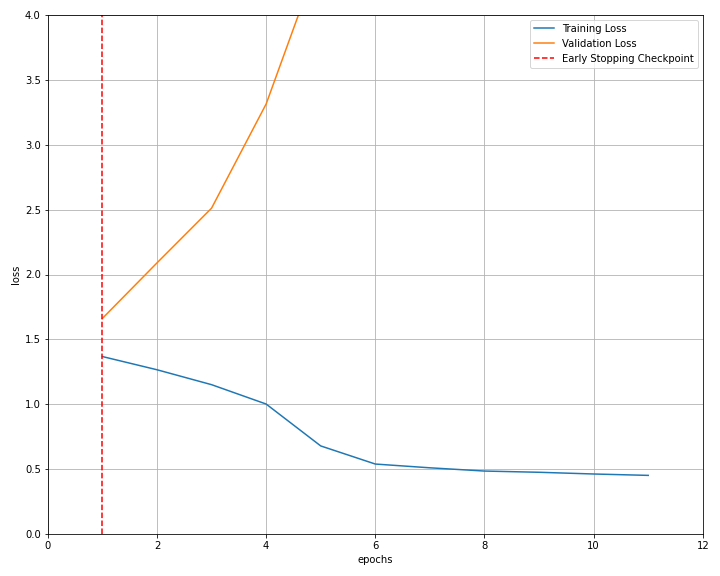 4.0
3.5
3.0
2.5
2.0
1.5
1.0
0.5
0.0
loss
0 2 4 6 8 10 12
epochs
Training Loss
Validation Loss
Early Stopping Checkpoint